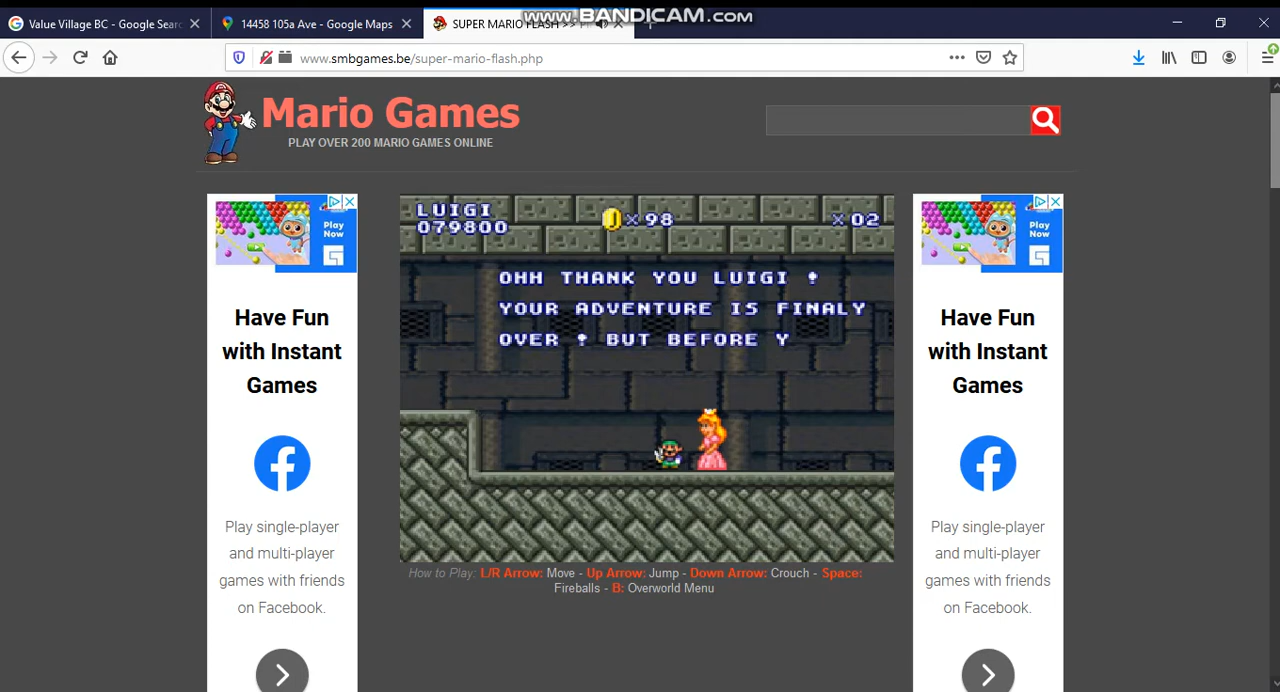 www.BANDICAM.com
Value Village BC - Google Sear
14458 105a Ave - Google Maps
SUPER MARIO FLASH >>
www.smbgames.be/super-mario-flash.php
Mario Games
PLAY OVER 200 MARIO GAMES ONLINE
Play
Now
Have Fun
with Instant
Games
Play single-player
and multi-player
games with friends
on Facebook.
LUIGI
079800
×98
×02
OHH THANK YOU LUIGI !
YOUR ADVENTURE IS FINALY
OVER ! BUT BEFORE Y
How to Play: L/R Arrow: Move - Up Arrow: Jump - Down Arrow: Crouch - Space:
Fireballs - B: Overworld Menu
Play
Now
Have Fun
with Instant
Games
Play single-player
and multi-player
games with friends
on Facebook.